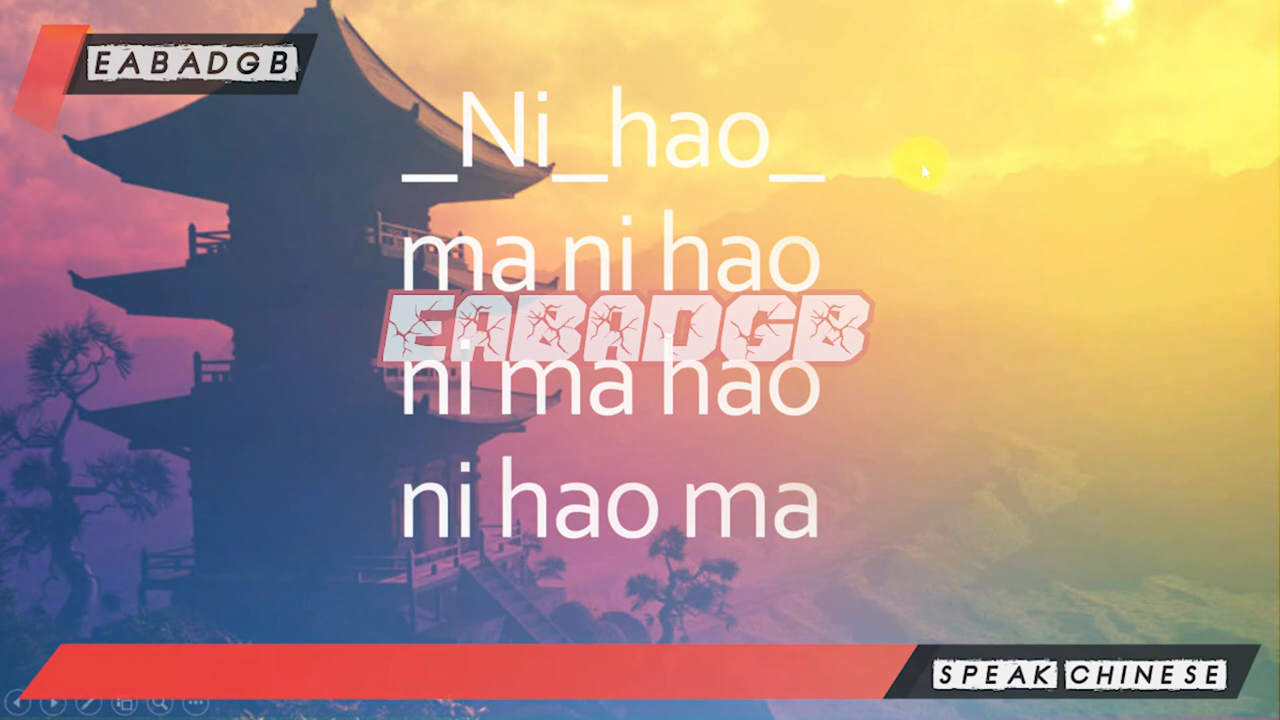 EABADGB
_Ni_hao_
ma ni hao
EABADGB
ni ma hao
ni hao ma
SPEAK CHINESE